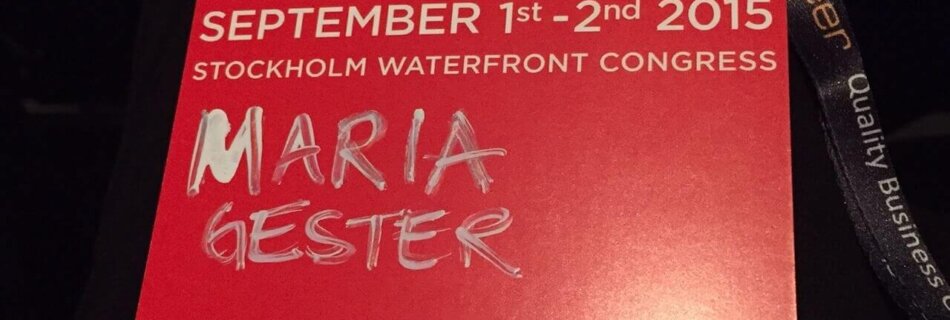 SEPTEMBER 1st - 2nd 2015
STOCKHOLM WATERFRONT CONGRESS
MARIA
GESTER
Quality Business